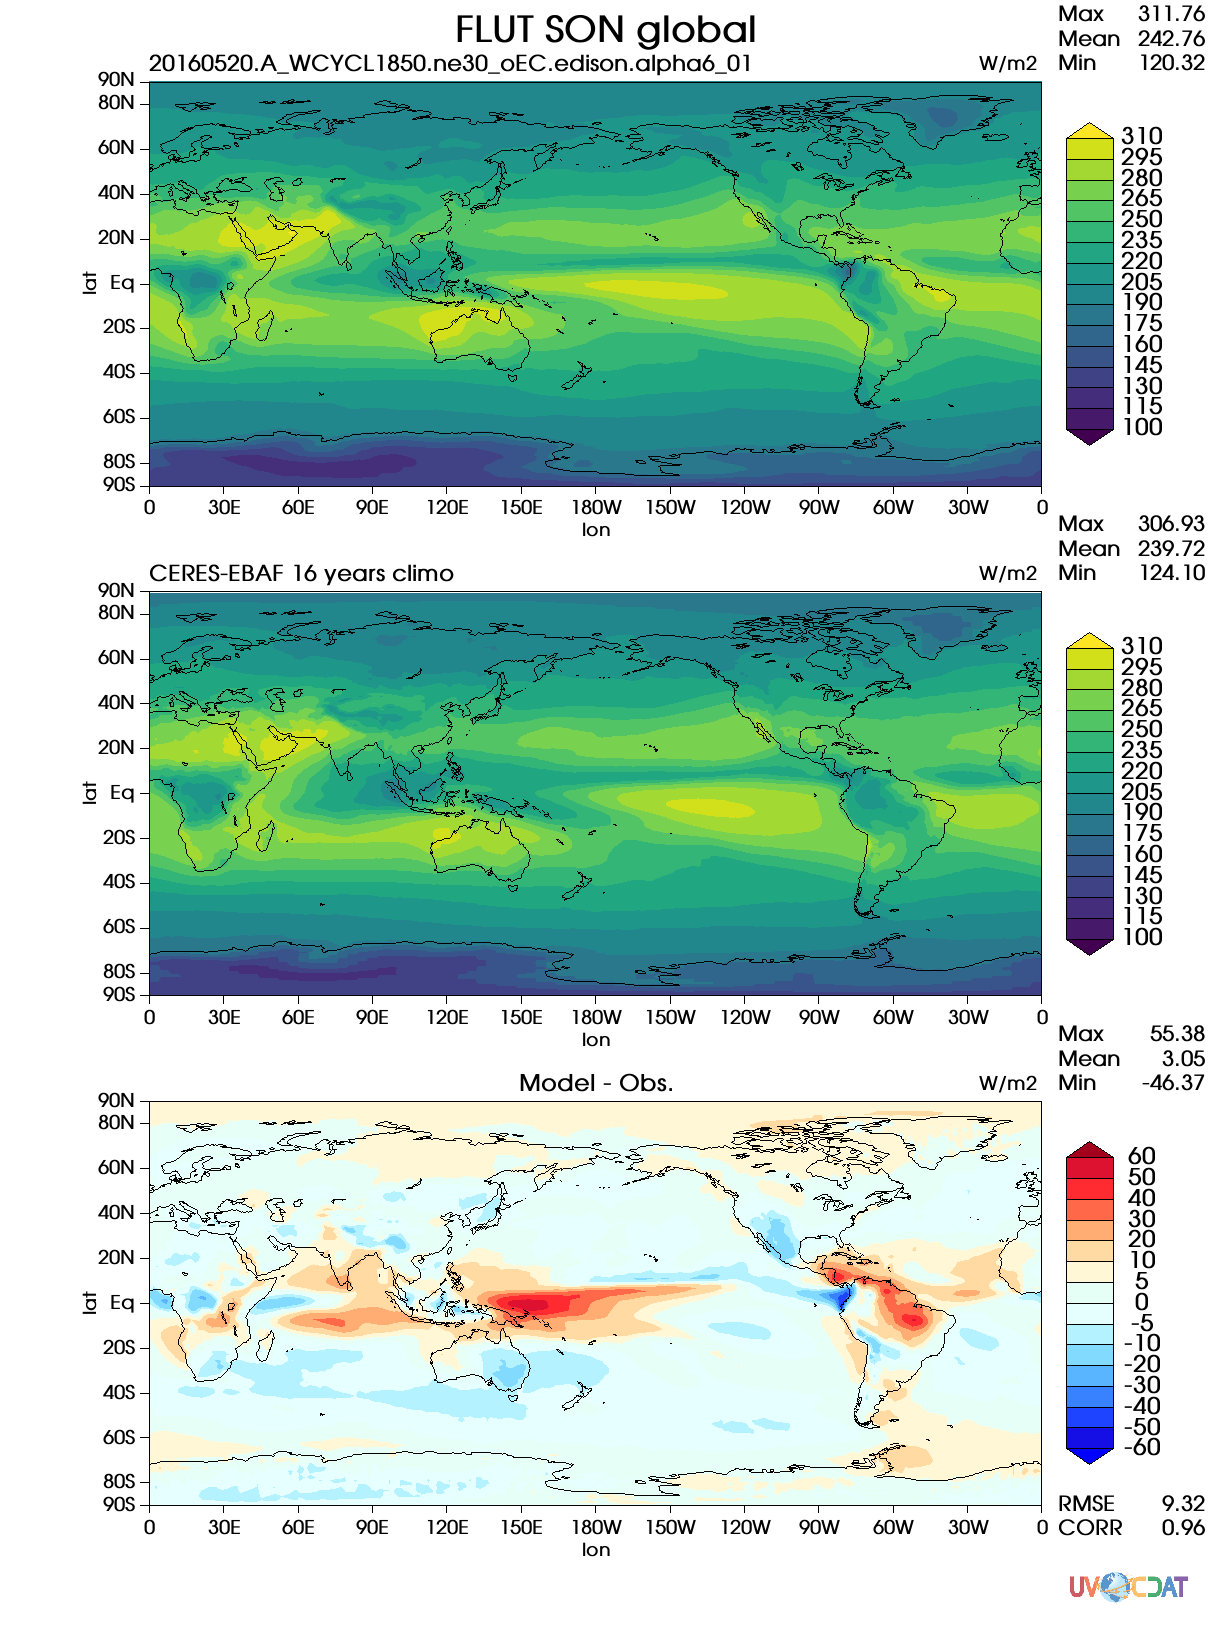 FLUT SON global
20160520.A_WCYCL1850.ne30_oEC.edison.alpha6_01 W/m2
Max 311.76
Mean 242.76
Min 120.32
90N
80N
60N
40N
20N
Eq
20S
40S
60S
80S
90S
lat
0 30E 60E 90E 120E 150E 180W 150W 120W 90W 60W 30W 0
lon
310
295
280
265
250
235
220
205
190
175
160
145
130
115
100
CERES-EBAF 16 years climo W/m2
Max 306.93
Mean 239.72
Min 124.10
90N
80N
60N
40N
20N
Eq
20S
40S
60S
80S
90S
lat
0 30E 60E 90E 120E 150E 180W 150W 120W 90W 60W 30W 0
lon
310
295
280
265
250
235
220
205
190
175
160
145
130
115
100
Model - Obs. W/m2
Max 55.38
Mean 3.05
Min -46.37
90N
80N
60N
40N
20N
Eq
20S
40S
60S
80S
90S
lat
0 30E 60E 90E 120E 150E 180W 150W 120W 90W 60W 30W 0
lon
60
50
40
30
20
10
5
0
-5
-10
-20
-30
-40
-50
-60
RMSE 9.32
CORR 0.96
UV CDAT